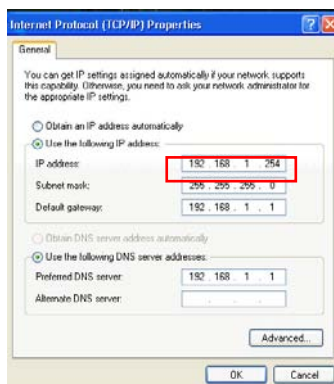 Internet Protocol (TCP/IP) Properties
General
You can get IP settings assigned automatically if your network supports
this capability. Otherwise, you need to ask your network administrator for
the appropriate IP settings.
Obtain an IP address automatically
Use the following IP address:
IP address: 192 . 168 . 1 . 254
Subnet mask: 255 . 255 . 255 . 0
Default gateway: 192 . 168 . 1 . 1
Obtain DNS server address automatically
Use the following DNS server addresses:
Preferred DNS server: 192 . 168 . 1 . 1
Alternate DNS server: . . .
Advanced...
OK Cancel